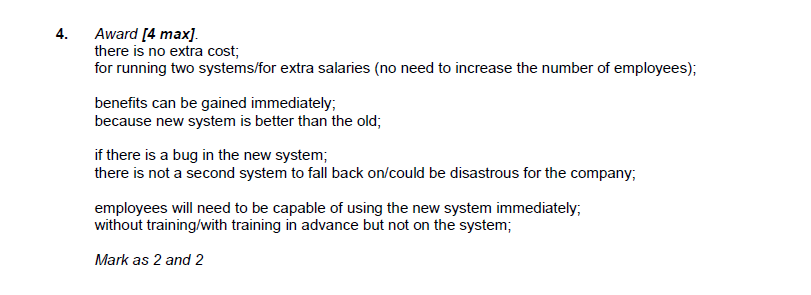 4. Award [4 max].
there is no extra cost;
for running two systems/for extra salaries (no need to increase the number of employees);
benefits can be gained immediately;
because new system is better than the old;
if there is a bug in the new system;
there is not a second system to fall back on/could be disastrous for the company;
employees will need to be capable of using the new system immediately;
without training/with training in advance but not on the system;
Mark as 2 and 2